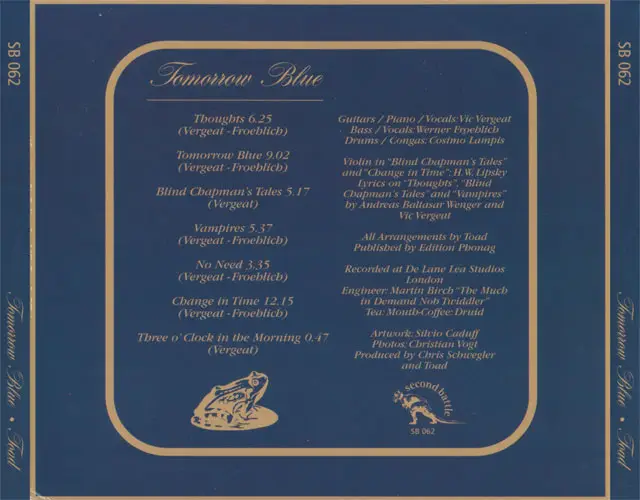 SB 062
Tomorrow Blue • Toad
Tomorrow Blue
Thoughts 6.25
(Vergeat - Froehlich)
Tomorrow Blue 9.02
(Vergeat - Froehlich)
Blind Chapman's Tales 5.17
(Vergeat)
Vampires 5.37
(Vergeat - Froehlich)
No Need 3.35
(Vergeat - Froehlich)
Change in Time 12.15
(Vergeat - Froehlich)
Three o' Clock in the Morning 0.47
(Vergeat)
Guitars / Piano / Vocals: Vic Vergeat
Bass / Vocals: Werner Froehlich
Drums / Congas: Cosimo Lampis
Violin in "Blind Chapman's Tales"
and "Change in Time": H.W. Lipsky
Lyrics on "Thoughts", "Blind
Chapman's Tales" and "Vampires"
by Andreas Baltasar Wenger and
Vic Vergeat
All Arrangements by Toad
Published by Edition Phonag
Recorded at De Lane Lea Studios
London
Engineer: Martin Birch "The Much
in Demand Nob Twiddler"
Tea: Mouth-Coffee: Druid
Artwork: Silvio Caduff
Photos: Christian Vogt
Produced by Chris Schwegler
and Toad
second battle
SB 062
SB 062
Tomorrow Blue • Toad